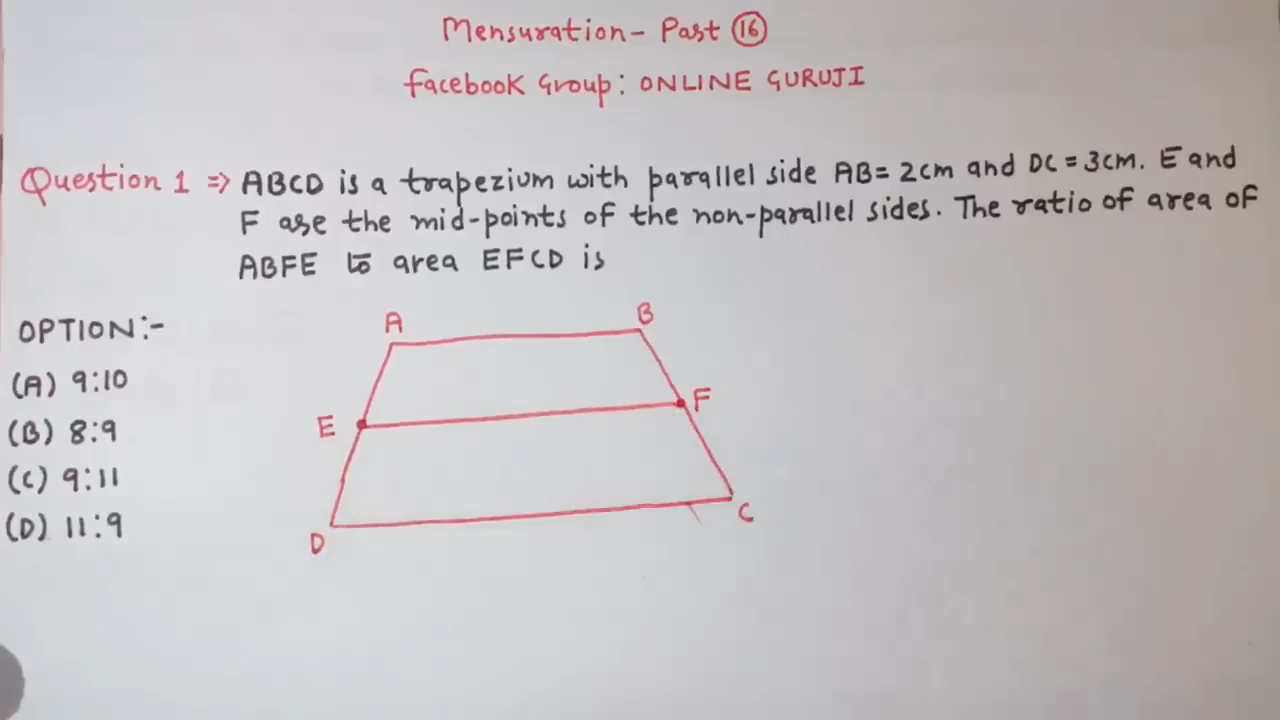 Mensuration- Part 16
facebook Group: ONLINE GURUJI
Question 1 => ABCD is a trapezium with parallel side AB= 2cm and DC = 3cm. E and
F are the mid-points of the non-parallel sides. The ratio of area of
ABFE to area EFCD is
OPTION:-
(A) 9:10
(B) 8:9
(C) 9:11
(D) 11:9
A
B
E
F
D
C